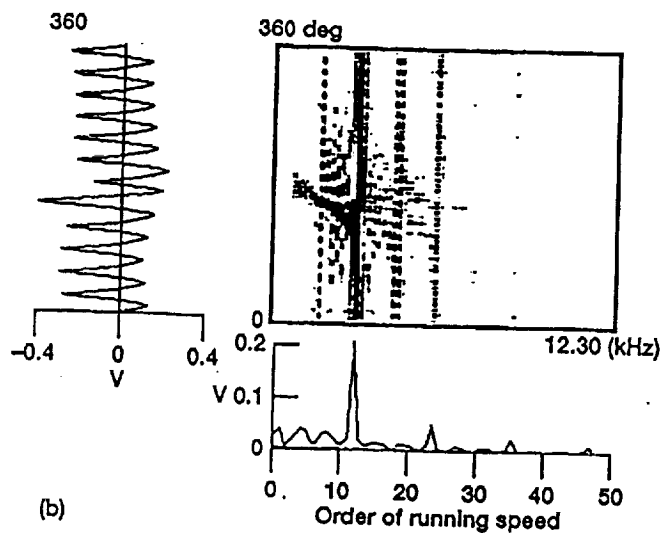 360
360 deg
0
12.30 (kHz)
−0.4 0 0.4
V
0.2
V 0.1
0
0. 10 20 30 40 50
Order of running speed
(b)